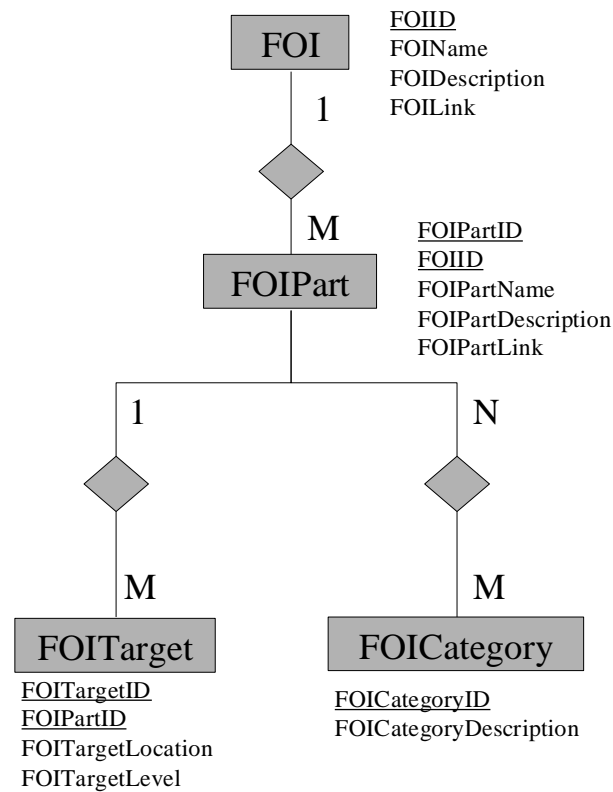 FOI
FOIID
FOIName
FOIDescription
FOILink
1
M
FOIPart
FOIPartID
FOIID
FOIPartName
FOIPartDescription
FOIPartLink
1
N
M
M
FOITarget
FOITargetID
FOIPartID
FOITargetLocation
FOITargetLevel
FOICategory
FOICategoryID
FOICategoryDescription